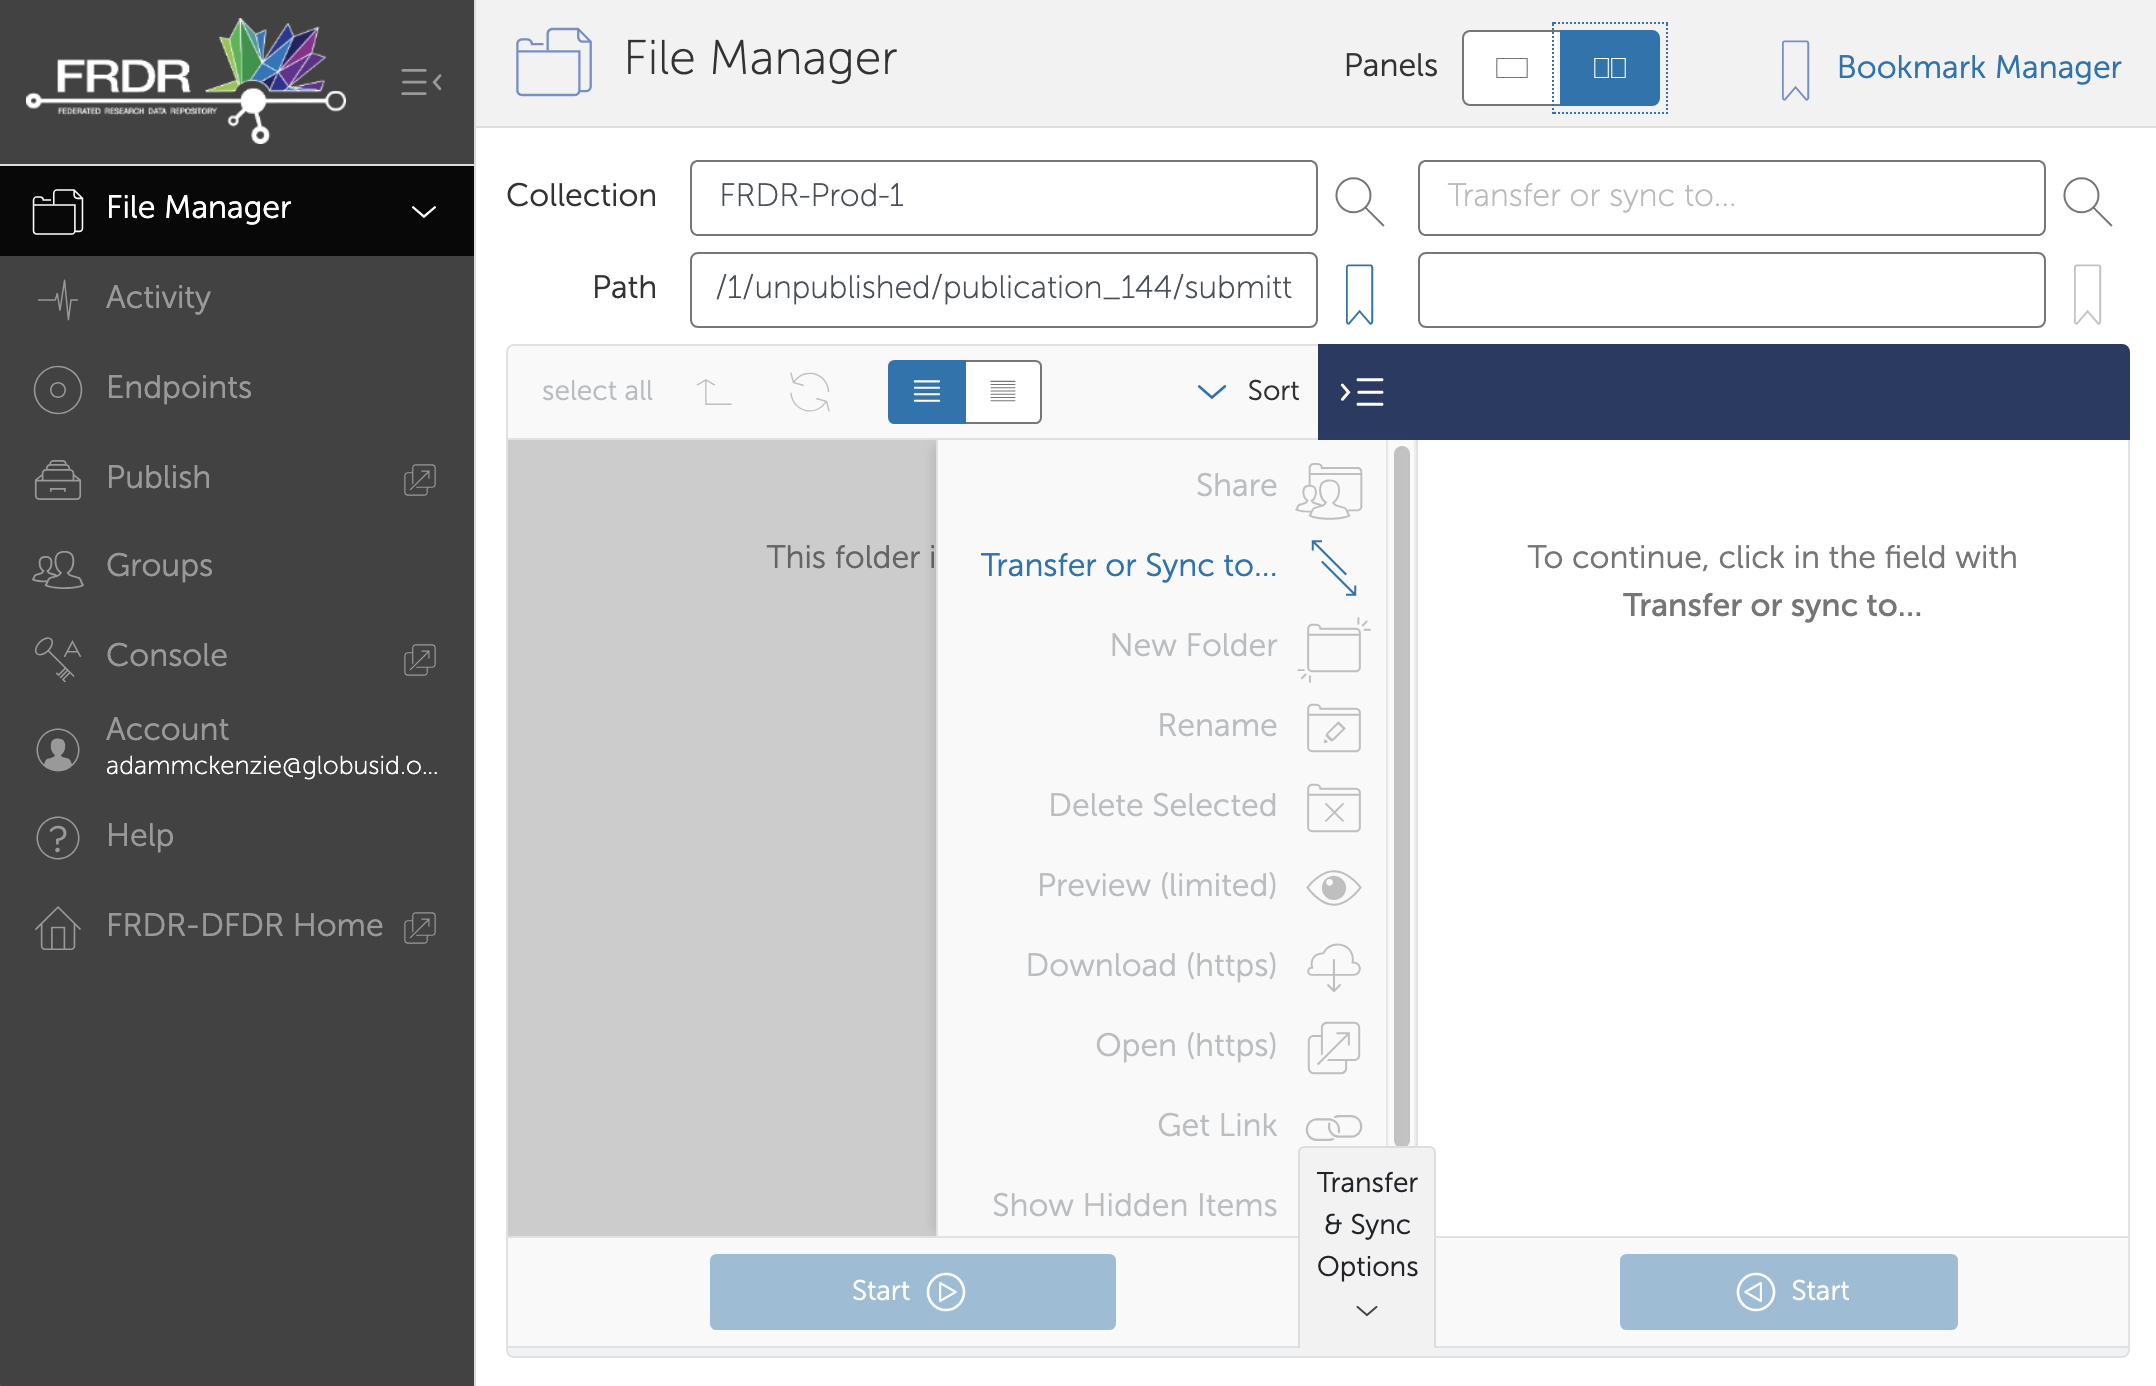 FRDR
FEDERATED RESEARCH DATA REPOSITORY
File Manager
Activity
Endpoints
Publish
Groups
Console
A
Account
adammckenzie@globusid.o...
Help
FRDR-DFDR Home
File Manager
Panels
Bookmark Manager
Collection
FRDR-Prod-1
Transfer or sync to...
Path
/1/unpublished/publication_144/submitt
select all
Sort
This folder i
Share
Transfer or Sync to...
New Folder
Rename
Delete Selected
Preview (limited)
Download (https)
Open (https)
Get Link
Show Hidden Items
To continue, click in the field with
Transfer or sync to...
Start
Transfer
& Sync
Options
Start